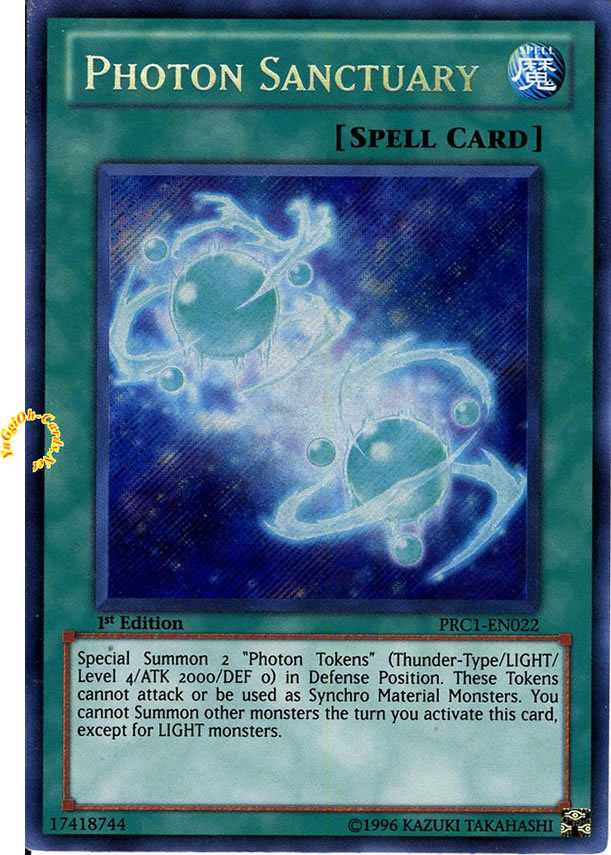 PHOTON SANCTUARY
SPELL
魔
[SPELL CARD]
YuGgiOh-Cards.Net
1st Edition
PRC1-EN022
Special Summon 2 "Photon Tokens" (Thunder-Type/LIGHT/
Level 4/ATK 2000/DEF 0) in Defense Position. These Tokens
cannot attack or be used as Synchro Material Monsters. You
cannot Summon other monsters the turn you activate this card,
except for LIGHT monsters.
17418744
©1996 KAZUKI TAKAHASHI